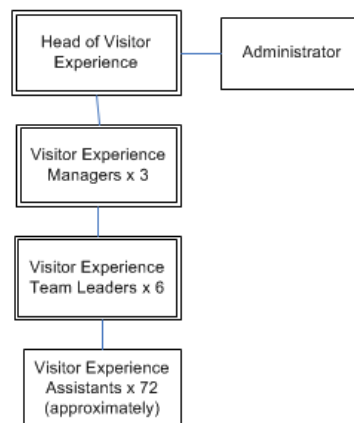 Head of Visitor
Experience
Administrator
Visitor Experience
Managers x 3
Visitor Experience
Team Leaders x 6
Visitor Experience
Assistants x 72
(approximately)